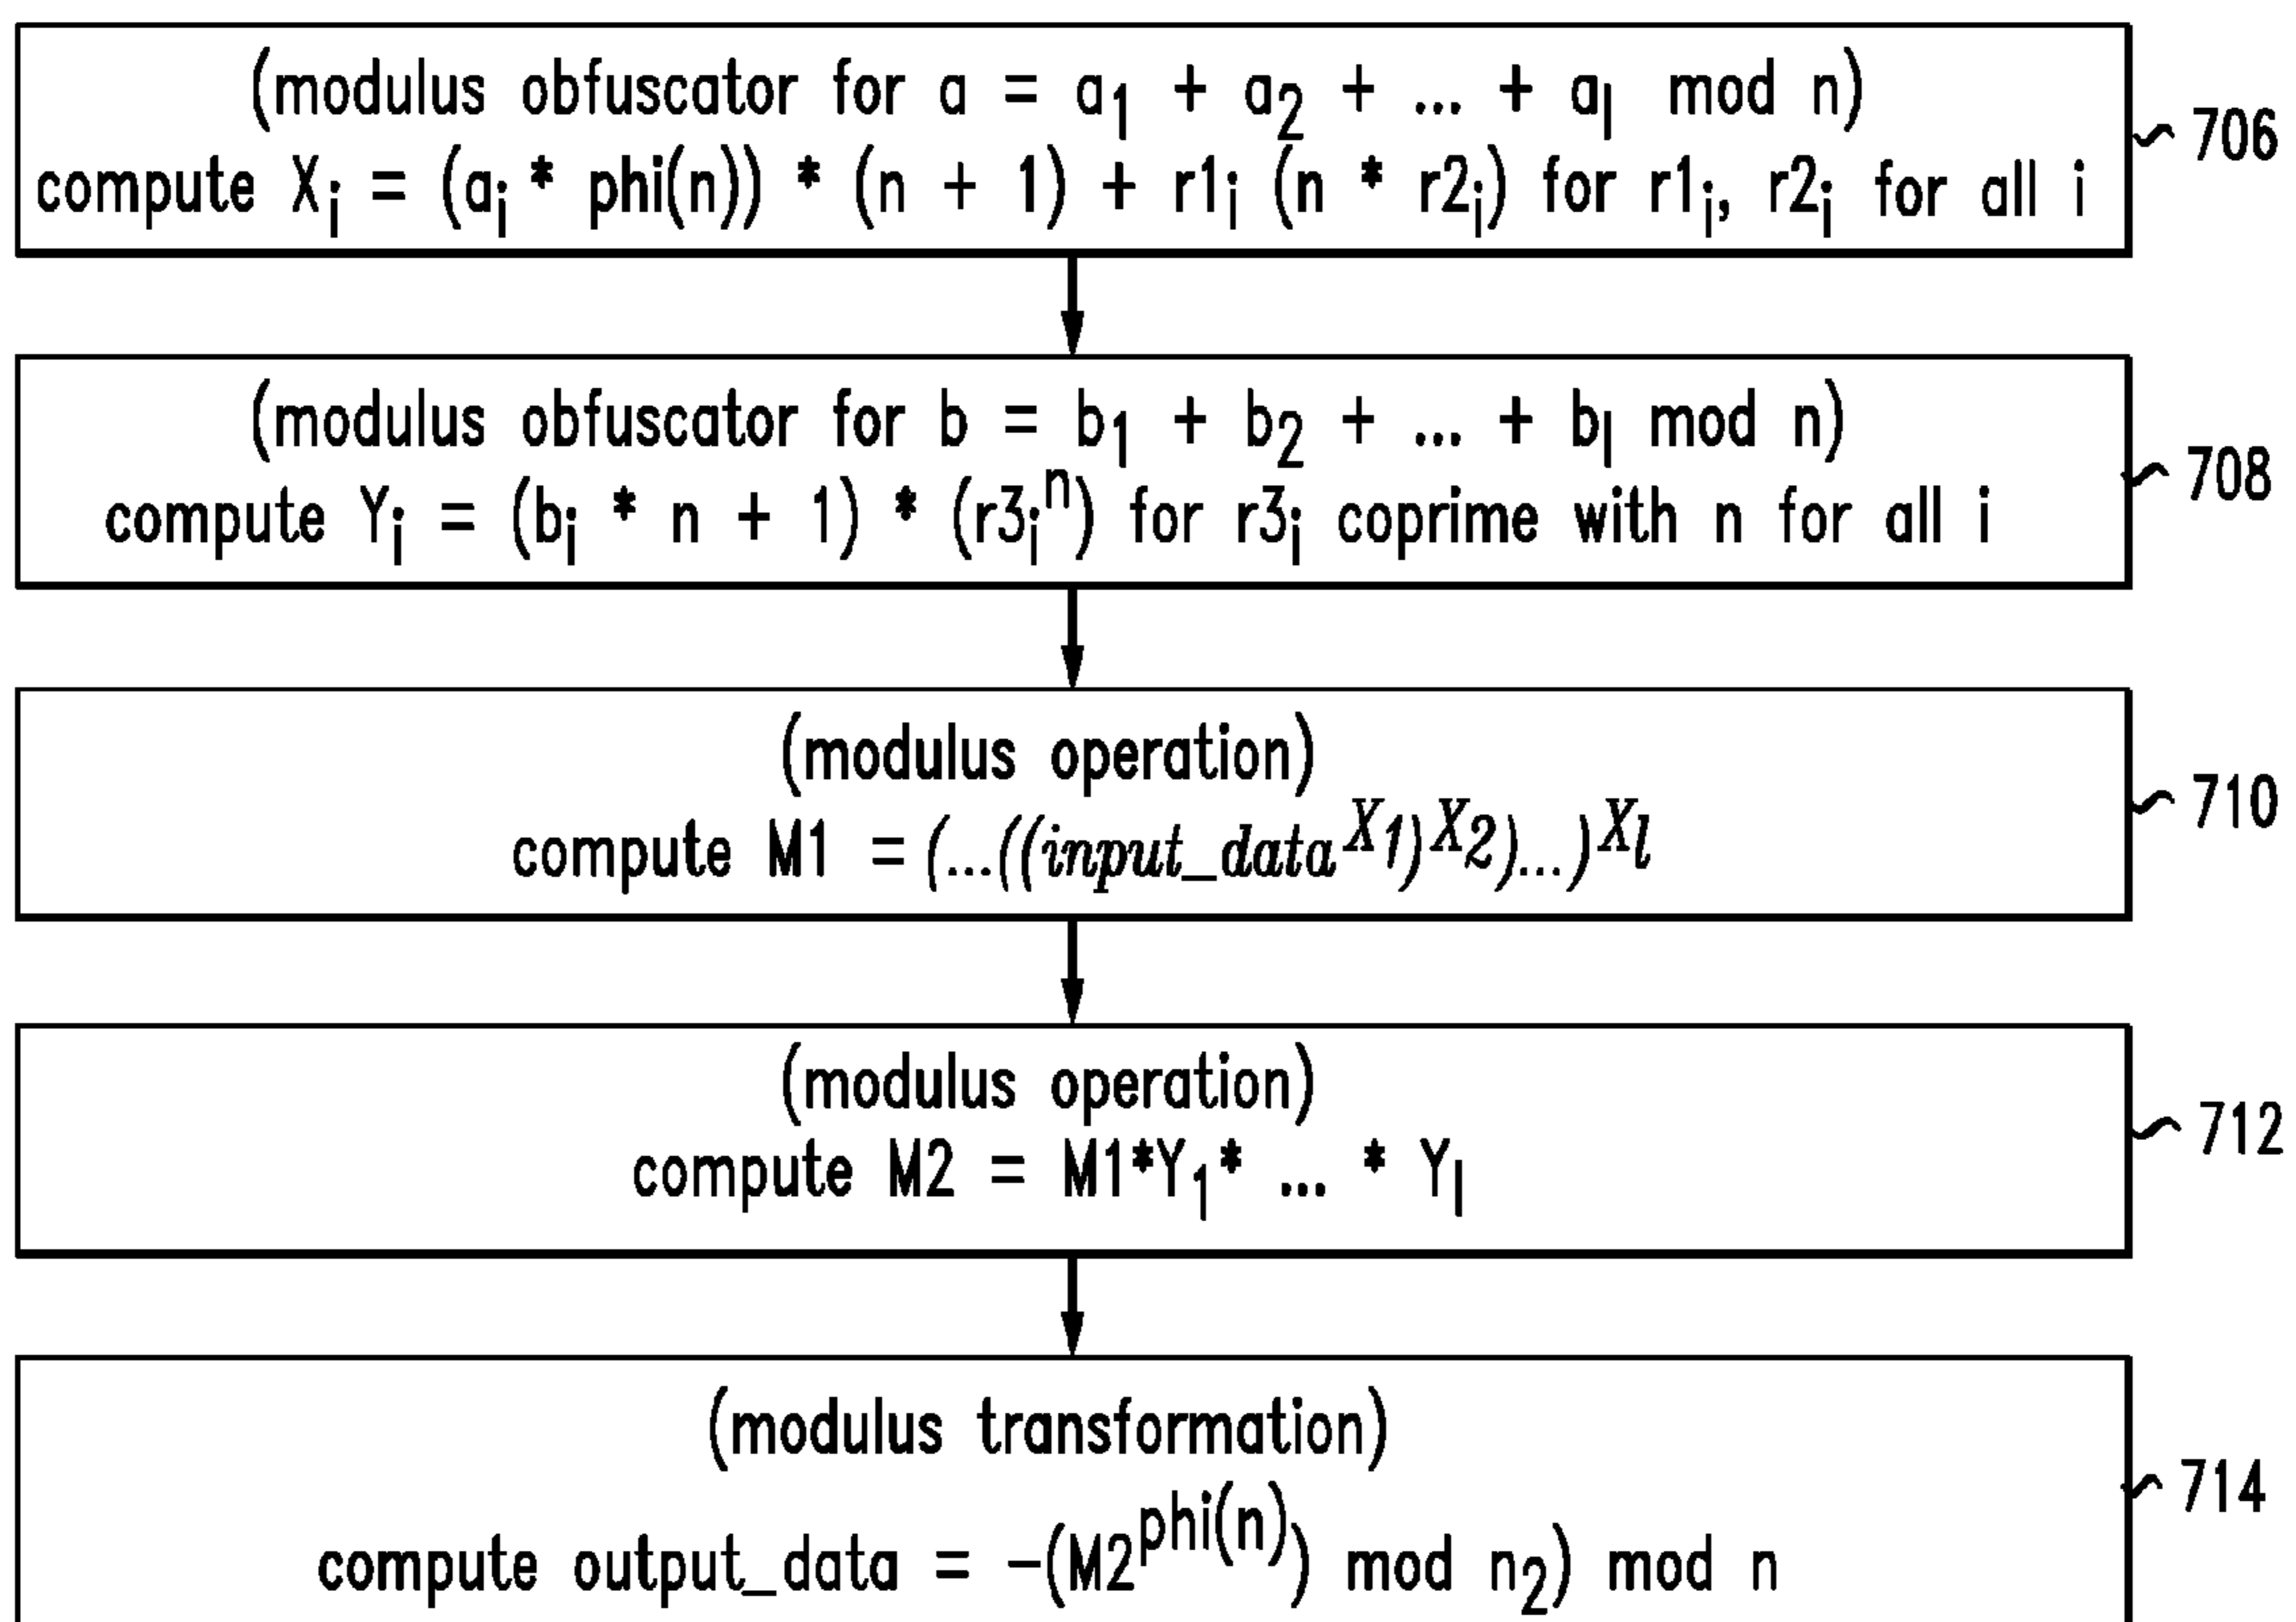 (modulus obfuscator for a = a₁ + a₂ + ... + aₗ mod n)
compute Xᵢ = (aᵢ * phi(n)) * (n + 1) + r1ᵢ (n * r2ᵢ) for r1ᵢ, r2ᵢ for all i
706
(modulus obfuscator for b = b₁ + b₂ + ... + bₗ mod n)
compute Yᵢ = (bᵢ * n + 1) * (r3ᵢⁿ) for r3ᵢ coprime with n for all i
708
(modulus operation)
compute M1 = (...((input_data^X1)^X2)...)^Xl
710
(modulus operation)
compute M2 = M1*Y₁* ... * Yₗ
712
(modulus transformation)
compute output_data = -(M2^phi(n)) mod n₂) mod n
714